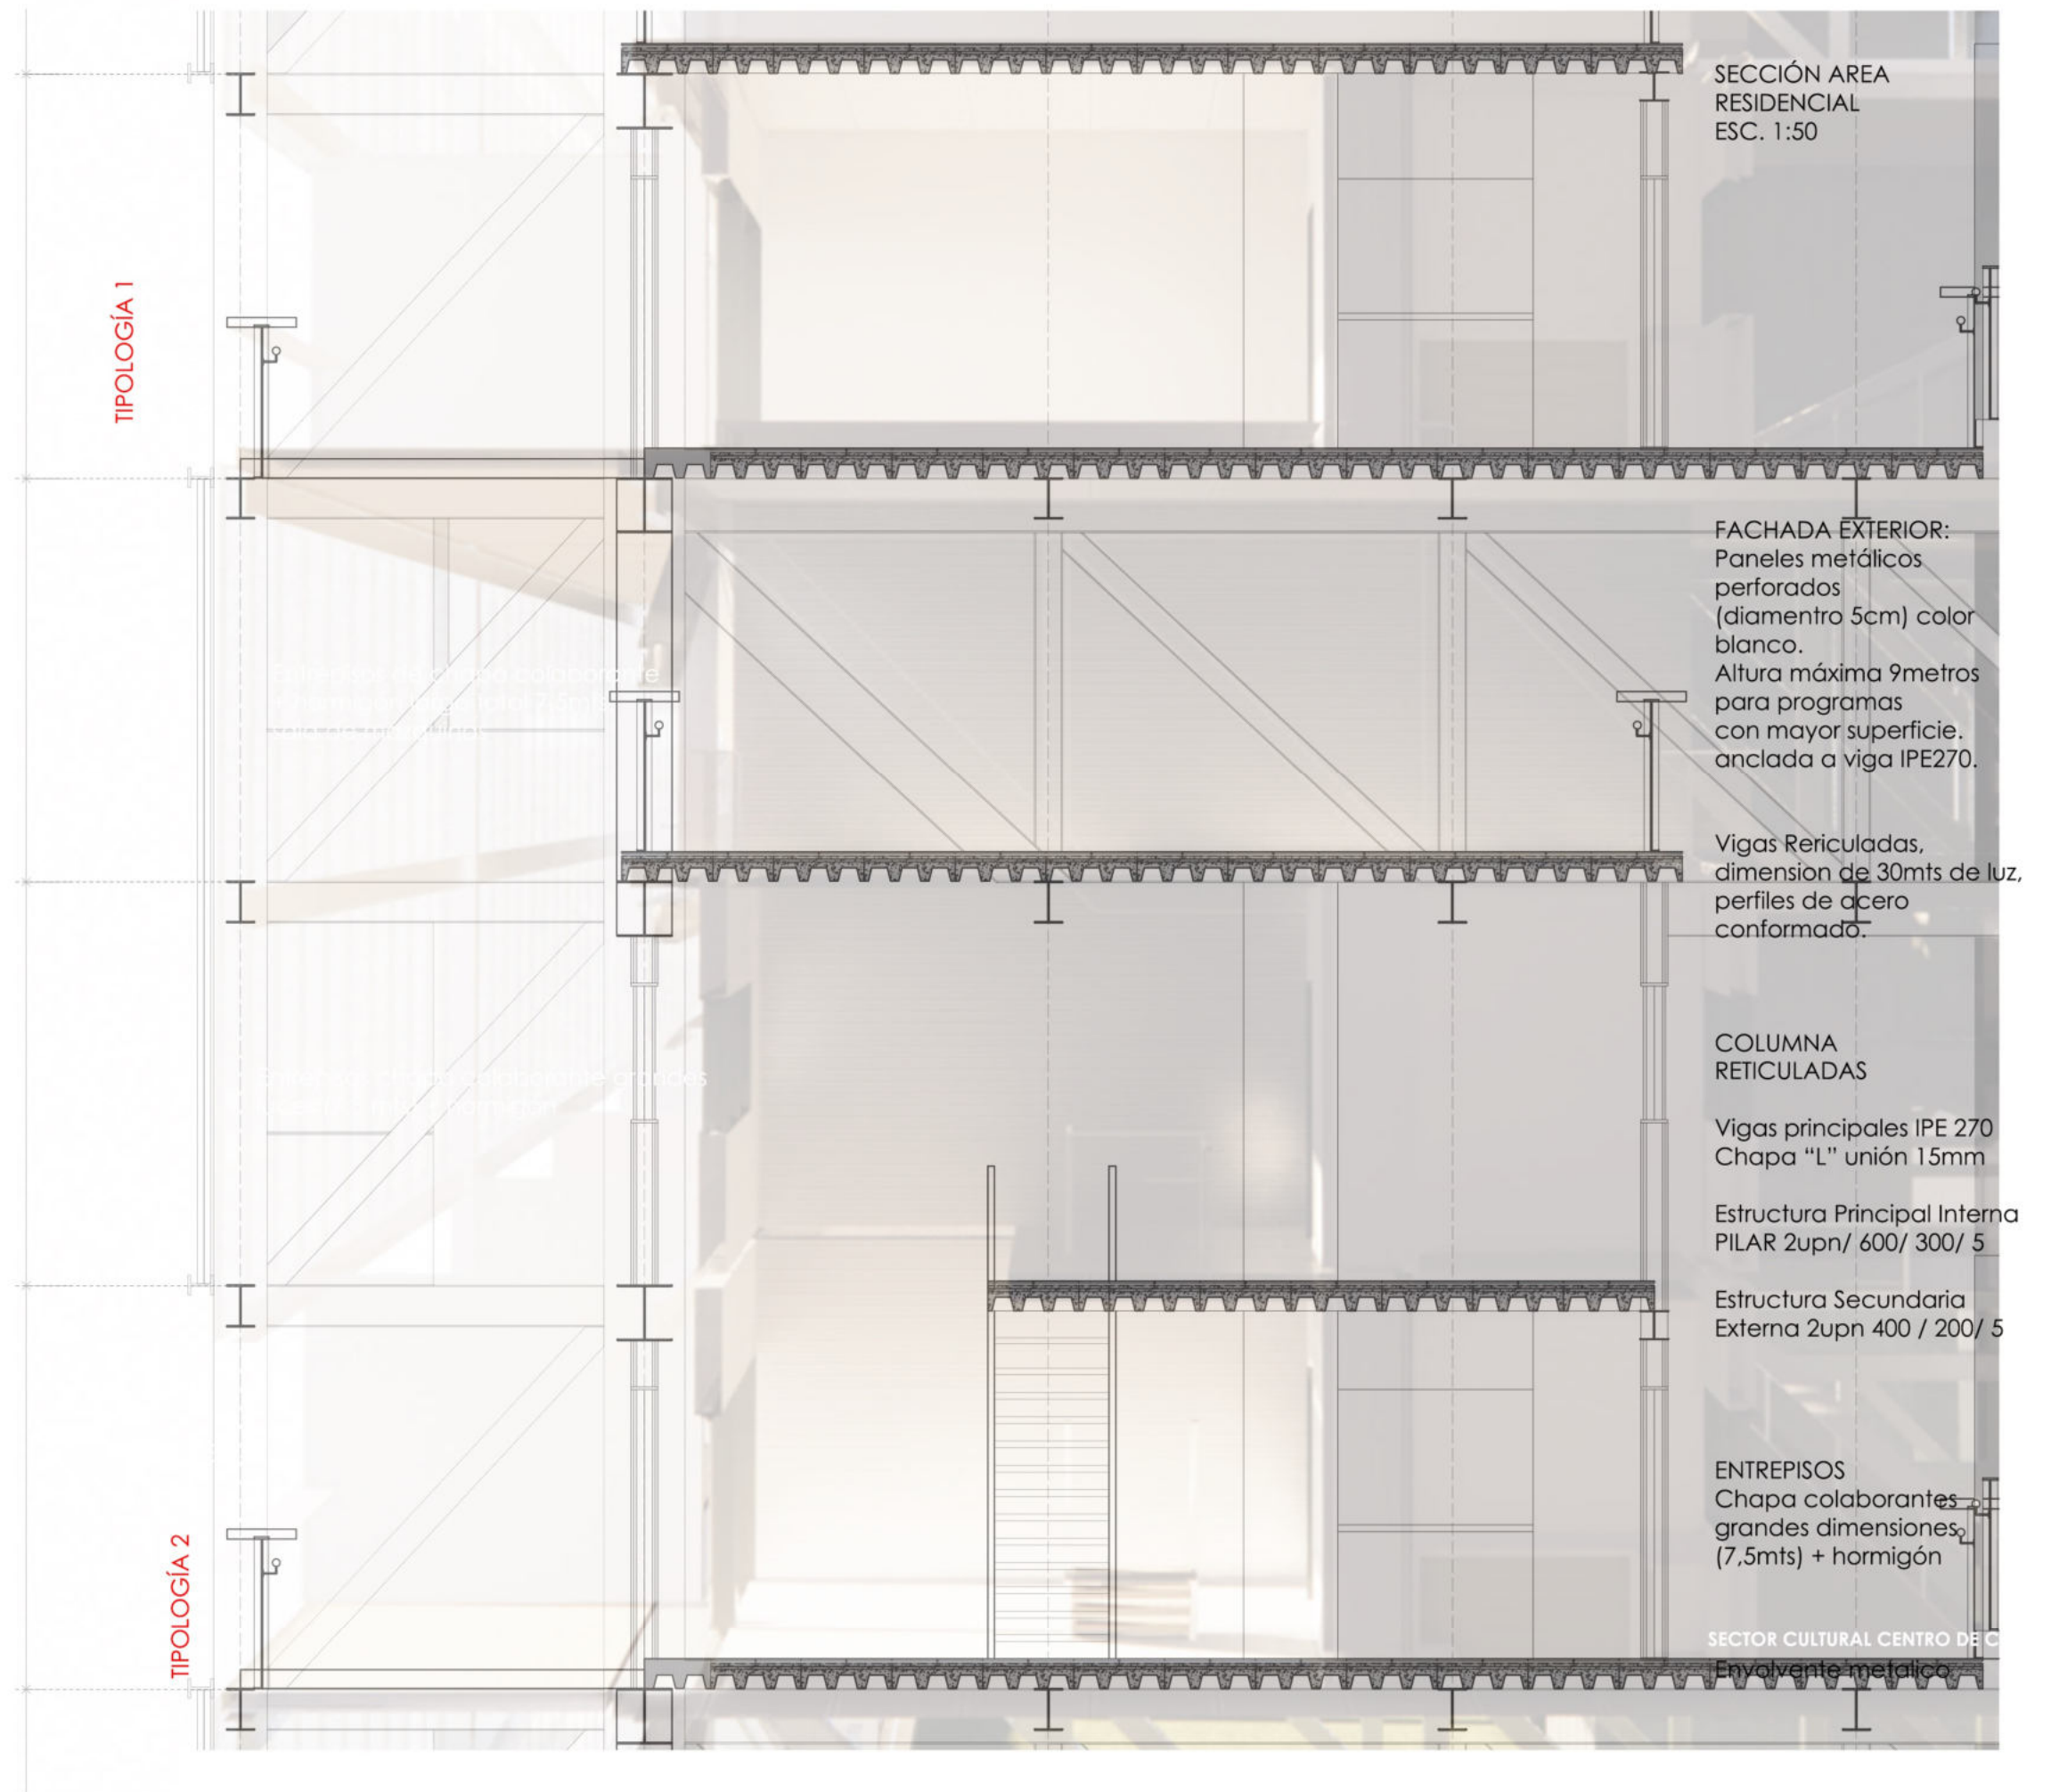 SECCIÓN AREA
RESIDENCIAL
ESC. 1:50
TIPOLOGÍA 1
FACHADA EXTERIOR:
Paneles metálicos
perforados
(diamentro 5cm) color
blanco.
Altura máxima 9metros
para programas
con mayor superficie.
anclada a viga IPE270.
Vigas Rericuladas,
dimension de 30mts de luz,
perfiles de acero
conformado.
chapa colaborante
COLUMNA
RETICULADAS
colaborante grandes
Vigas principales IPE 270
Chapa “L” unión 15mm
Estructura Principal Interna
PILAR 2upn/ 600/ 300/ 5
Estructura Secundaria
Externa 2upn 400 / 200/ 5
ENTREPISOS
Chapa colaborantes
grandes dimensiones
(7,5mts) + hormigón
TIPOLOGÍA 2
SECTOR CULTURAL CENTRO DE C
Envolvente metalico